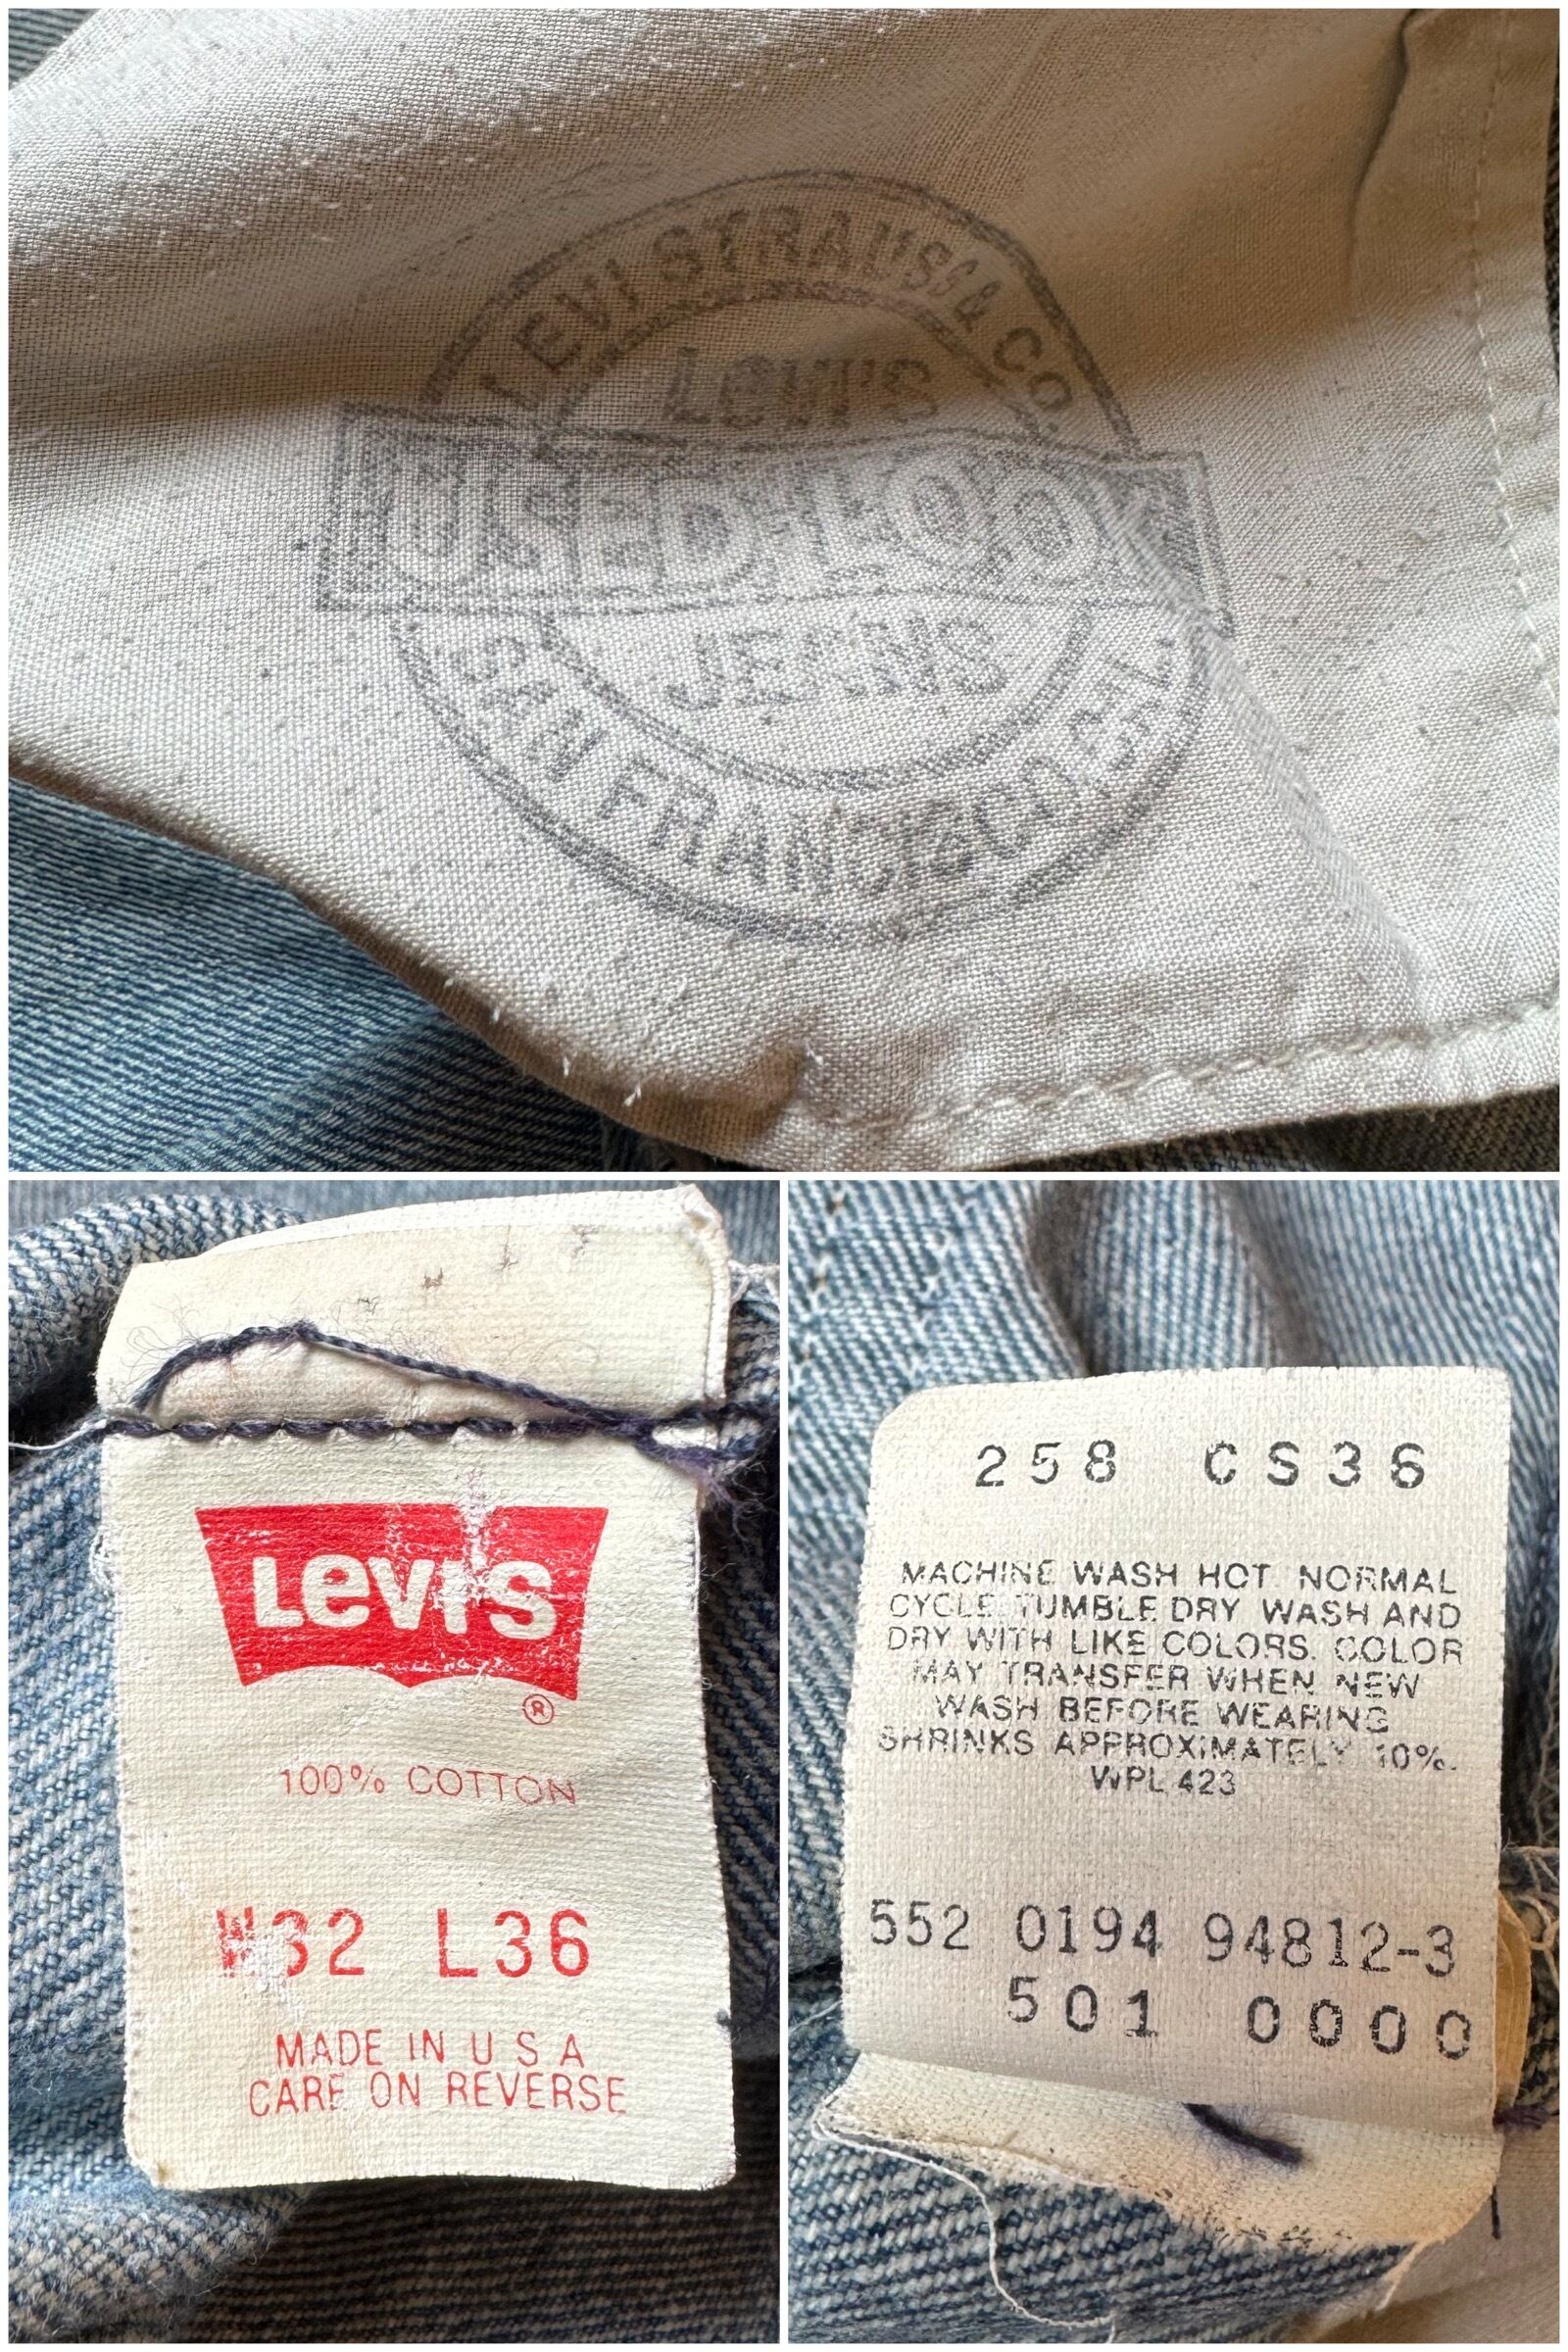 LEVI STRAUSS & CO.
LEVI'S
USED-LOOK
JEANS
SAN FRANCISCO
Levi's
®
100% COTTON
W32 L36
MADE IN U S A
CARE ON REVERSE
258 CS36
MACHINE WASH HOT NORMAL
CYCLE TUMBLE DRY WASH AND
DRY WITH LIKE COLORS. COLOR
MAY TRANSFER WHEN NEW
WASH BEFORE WEARING
SHRINKS APPROXIMATELY 10%.
WPL 423
552 0194 94812-3
501 0000